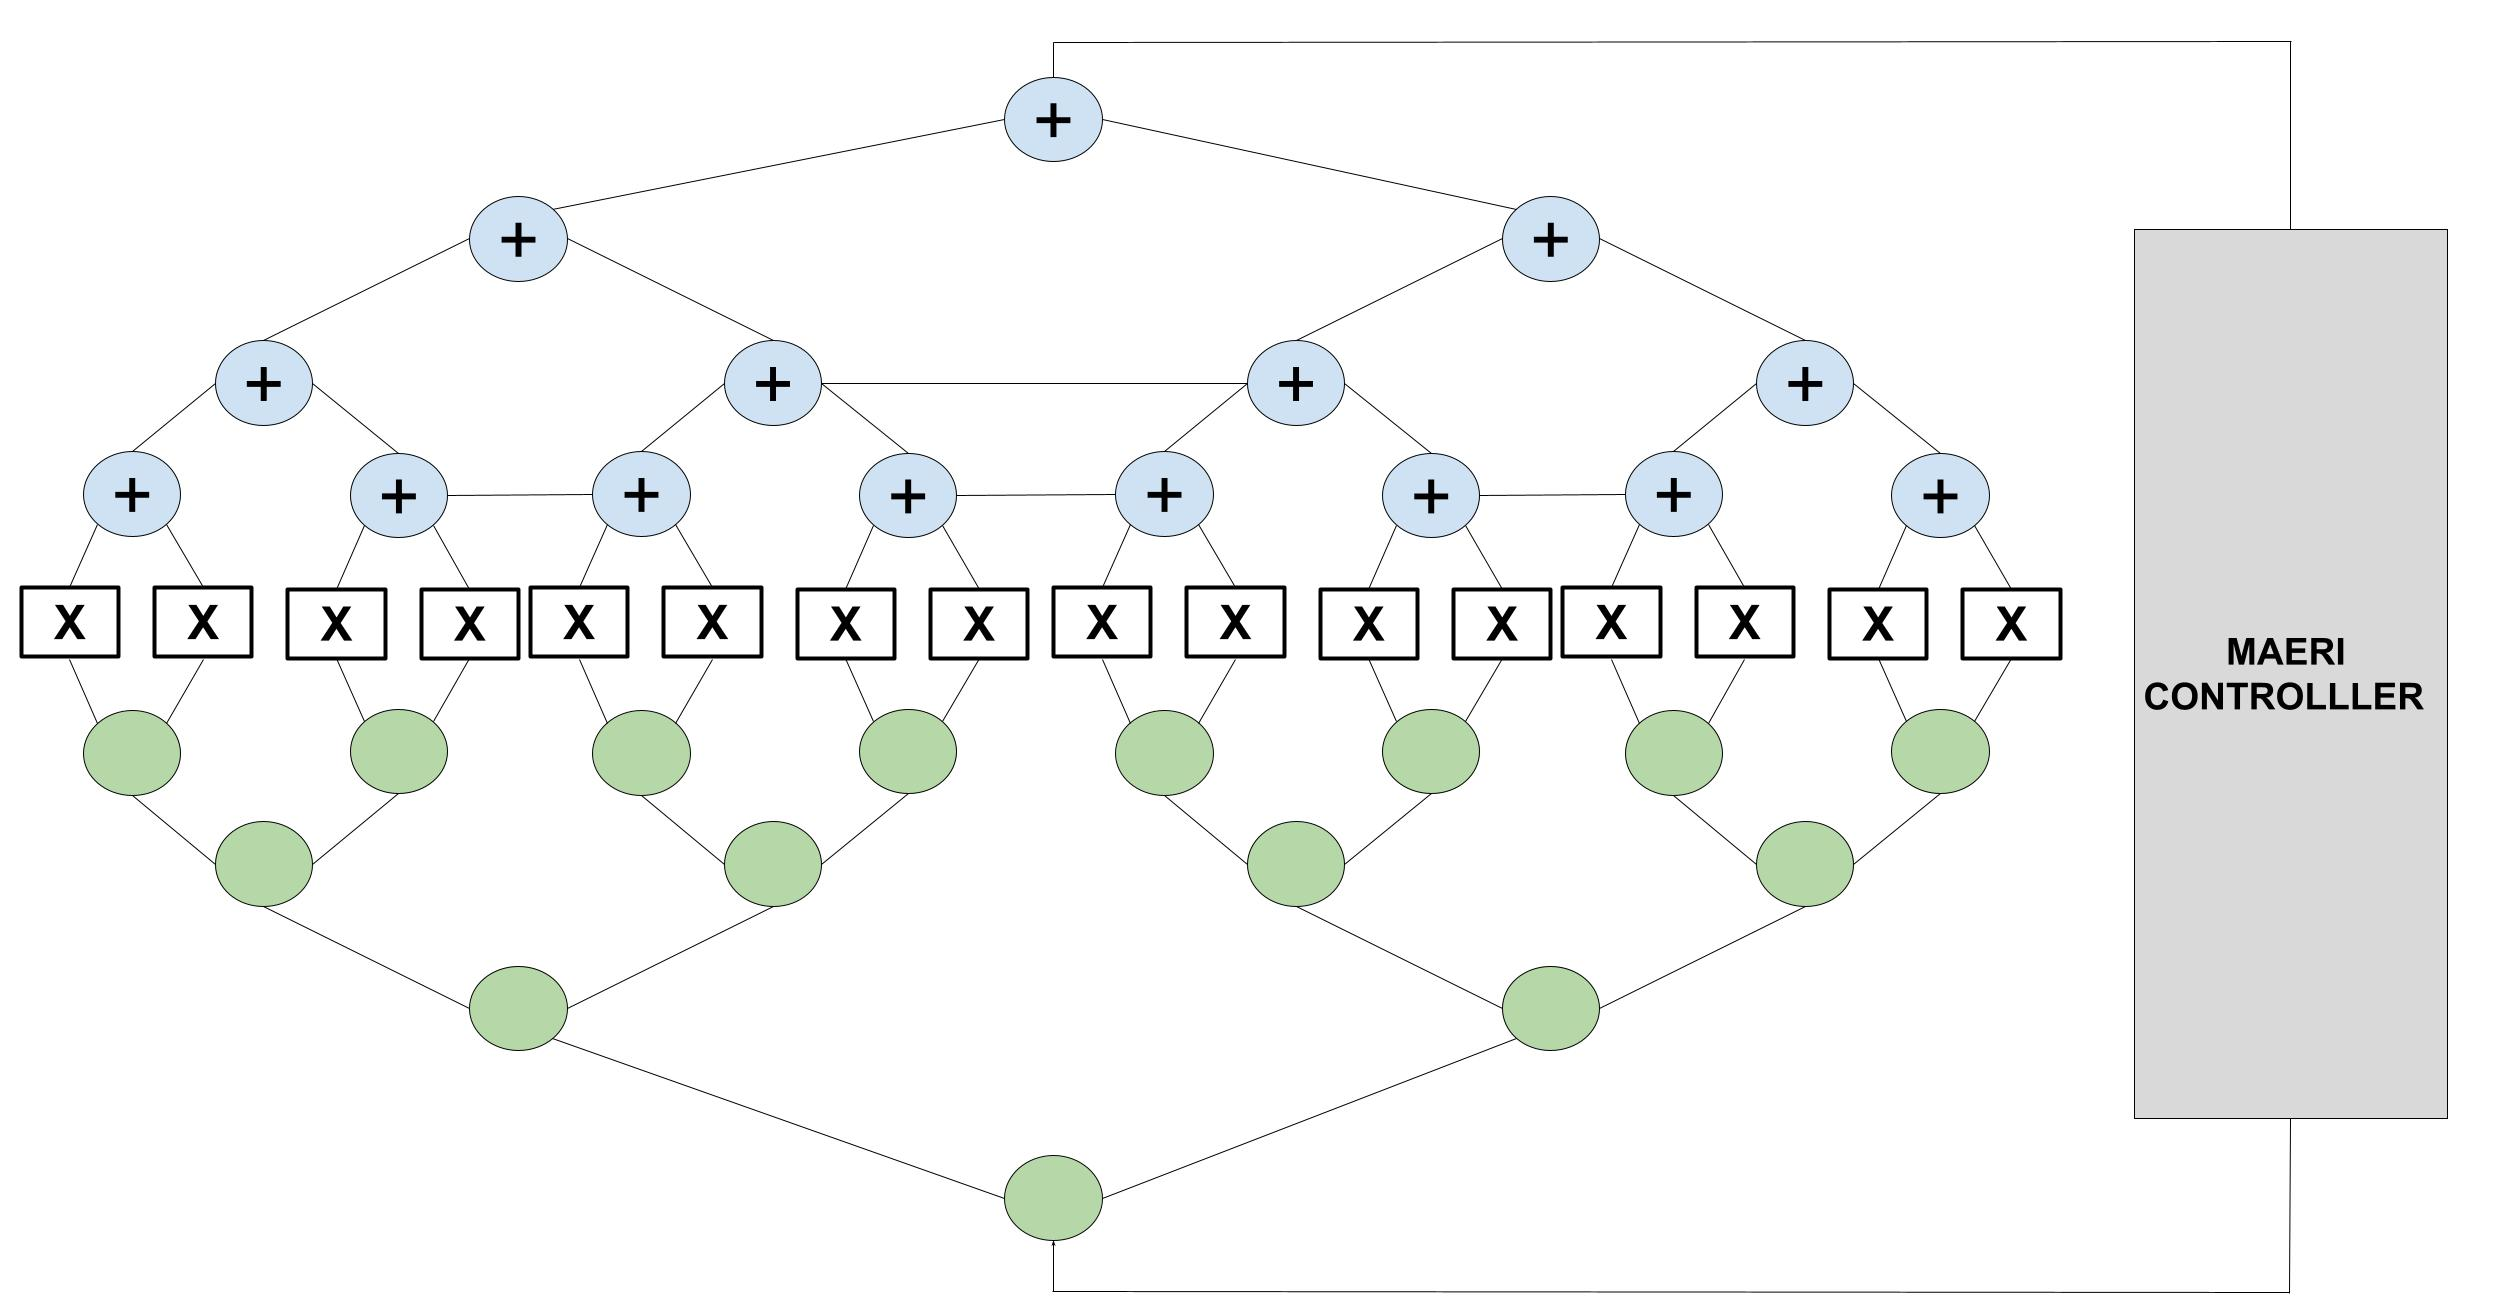 +
+ +
+ + + +
+ + + + + + + +
X X X X X X X X X X X X X X X X
MAERI
CONTROLLLER